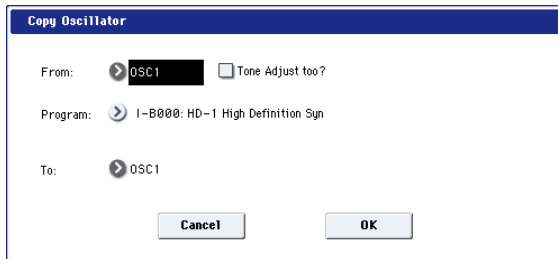 Copy Oscillator
From: OSC1 Tone Adjust too?
Program: I-B000: HD-1 High Definition Syn
To: OSC1
Cancel OK